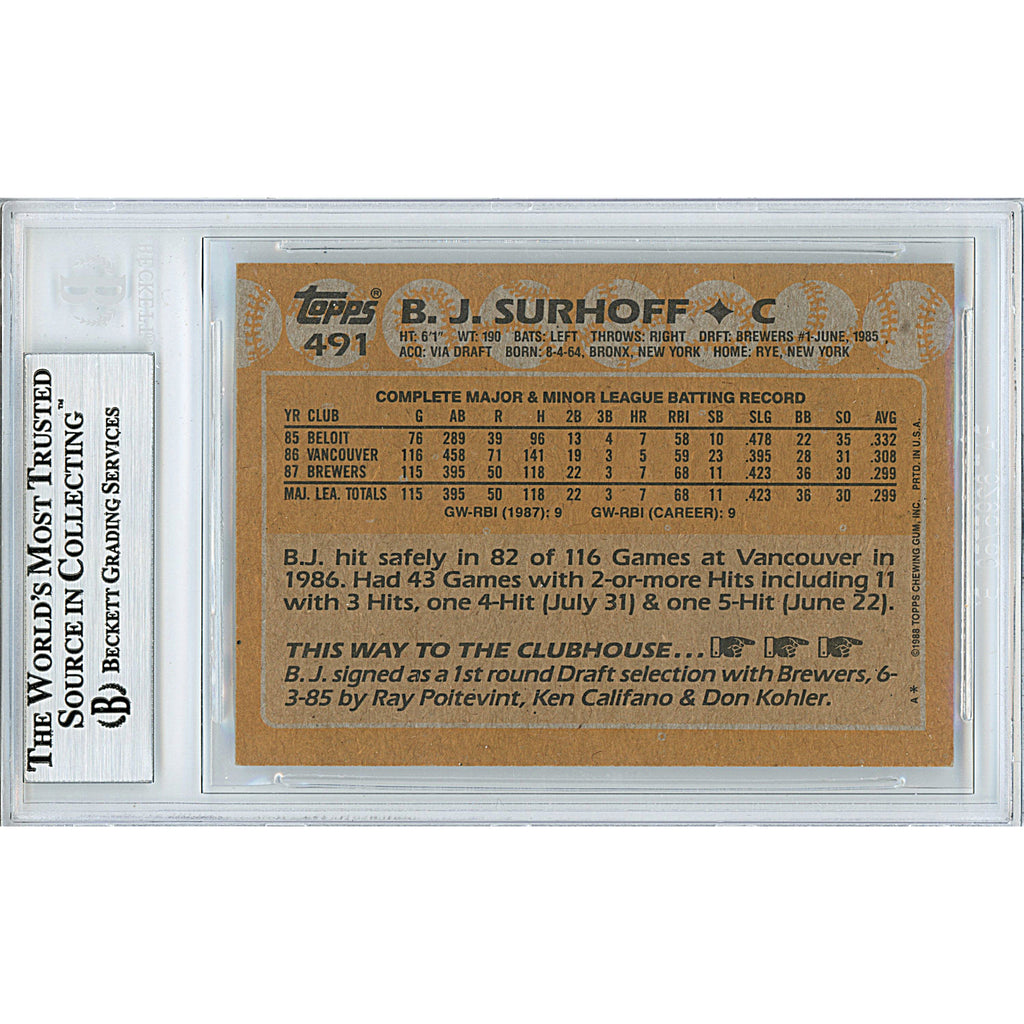 THE WORLD'S MOST TRUSTED
SOURCE IN COLLECTING™
B BECKETT GRADING SERVICES
Topps® B. J. SURHOFF ✦ C
491 HT: 6'1" WT: 190 BATS: LEFT THROWS: RIGHT DRFT: BREWERS #1-JUNE, 1985,
ACQ: VIA DRAFT BORN: 8-4-64, BRONX, NEW YORK HOME: RYE, NEW YORK
COMPLETE MAJOR & MINOR LEAGUE BATTING RECORD
YR CLUB G AB R H 2B 3B HR RBI SB SLG BB SO AVG
85 BELOIT 76 289 39 96 13 4 7 58 10 .478 22 35 .332
86 VANCOUVER 116 458 71 141 19 3 5 59 23 .395 28 31 .308
87 BREWERS 115 395 50 118 22 3 7 68 11 .423 36 30 .299
MAJ. LEA. TOTALS 115 395 50 118 22 3 7 68 11 .423 36 30 .299
GW-RBI (1987): 9 GW-RBI (CAREER): 9
B.J. hit safely in 82 of 116 Games at Vancouver in
1986. Had 43 Games with 2-or-more Hits including 11
with 3 Hits, one 4-Hit (July 31) & one 5-Hit (June 22).
THIS WAY TO THE CLUBHOUSE...
B.J. signed as a 1st round Draft selection with Brewers, 6-
3-85 by Ray Poitevint, Ken Califano & Don Kohler.
A* ©1988 TOPPS CHEWING GUM, INC. PRTD. IN U.S.A.